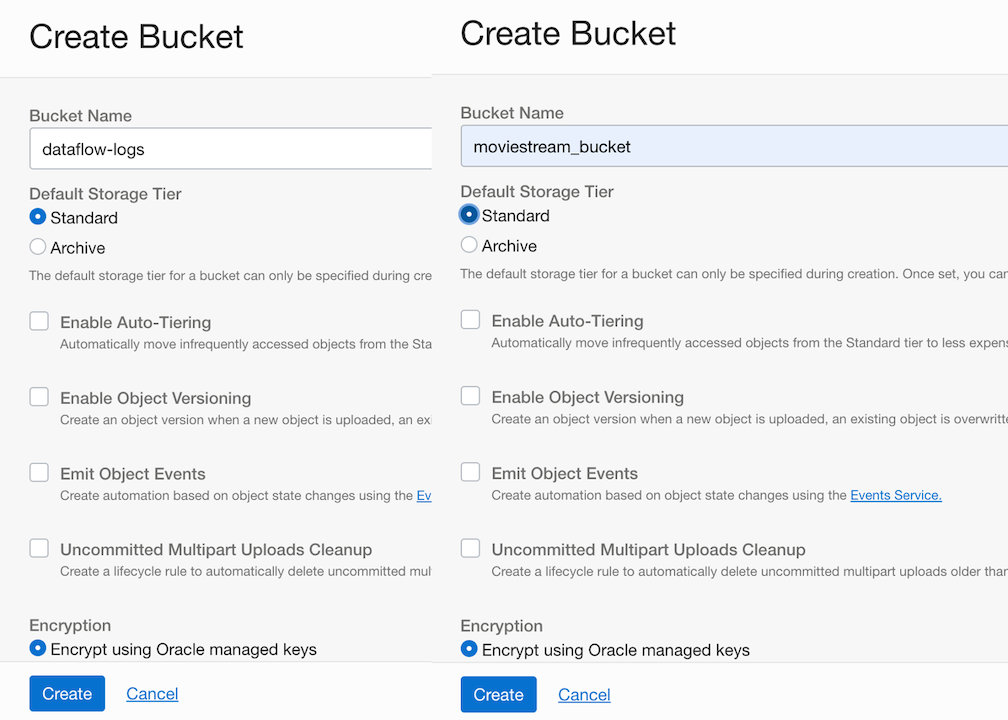 Create Bucket
Bucket Name
dataflow-logs
Default Storage Tier
Standard
Archive
The default storage tier for a bucket can only be specified during cre
Enable Auto-Tiering
Automatically move infrequently accessed objects from the Sta
Enable Object Versioning
Create an object version when a new object is uploaded, an exi
Emit Object Events
Create automation based on object state changes using the Ev
Uncommitted Multipart Uploads Cleanup
Create a lifecycle rule to automatically delete uncommitted mul
Encryption
Encrypt using Oracle managed keys
Create Cancel
Create Bucket
Bucket Name
moviestream_bucket
Default Storage Tier
Standard
Archive
The default storage tier for a bucket can only be specified during creation. Once set, you can
Enable Auto-Tiering
Automatically move infrequently accessed objects from the Standard tier to less expens
Enable Object Versioning
Create an object version when a new object is uploaded, an existing object is overwritte
Emit Object Events
Create automation based on object state changes using the Events Service.
Uncommitted Multipart Uploads Cleanup
Create a lifecycle rule to automatically delete uncommitted multipart uploads older than
Encryption
Encrypt using Oracle managed keys
Create Cancel